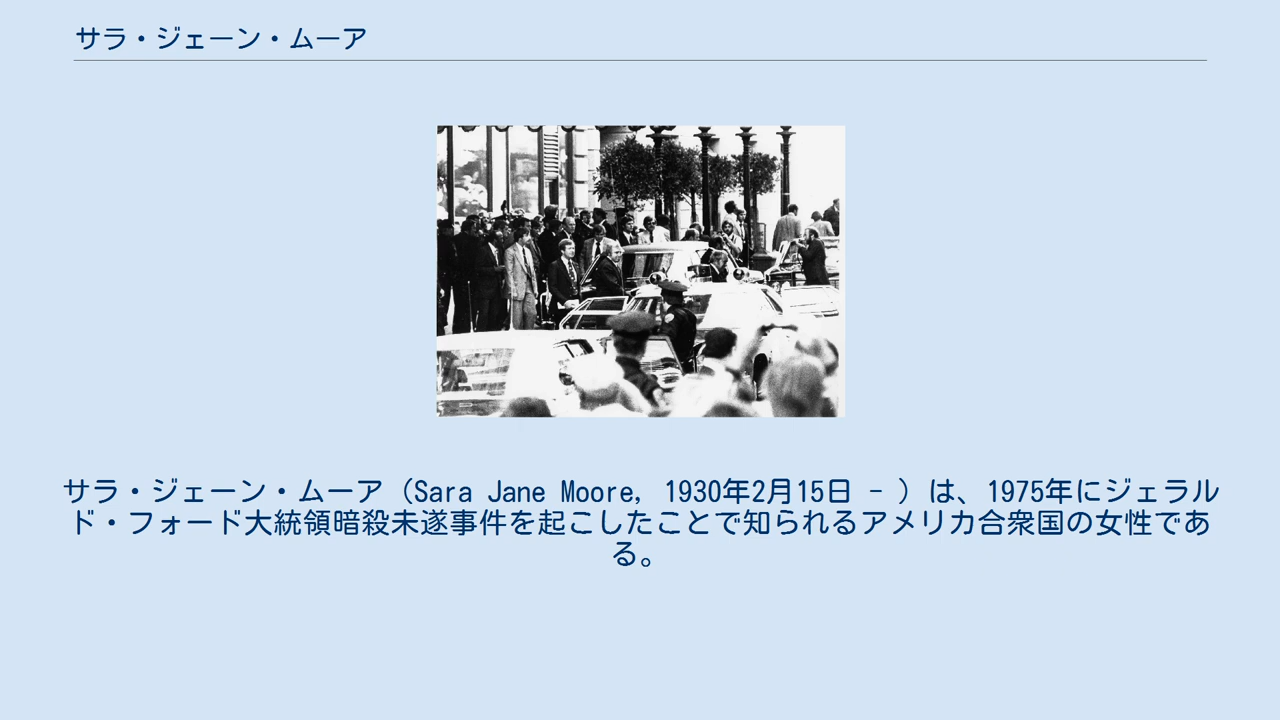 サラ・ジェーン・ムーア
サラ・ジェーン・ムーア（Sara Jane Moore, 1930年2月15日 - ）は、1975年にジェラル
ド・フォード大統領暗殺未遂事件を起こしたことで知られるアメリカ合衆国の女性であ
る。